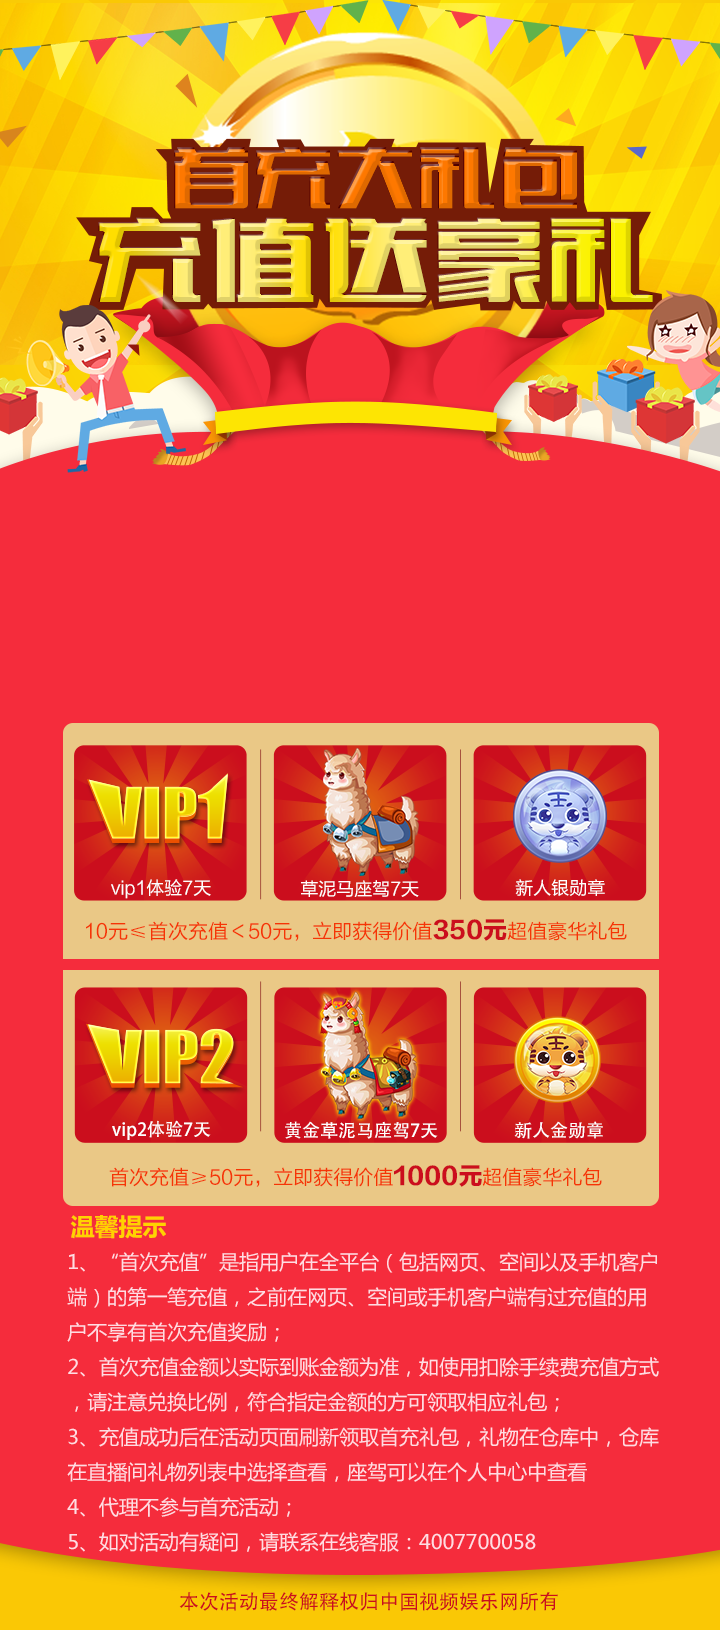 首充大礼包
充值送豪礼
VIP1
vip1体验7天
草泥马座驾7天
王
新人银勋章
10元≤首次充值<50元，立即获得价值350元超值豪华礼包
VIP2
vip2体验7天
黄金草泥马座驾7天
王
新人金勋章
首次充值≥50元，立即获得价值1000元超值豪华礼包
温馨提示
1、“首次充值”是指用户在全平台（包括网页、空间以及手机客户
端）的第一笔充值，之前在网页、空间或手机客户端有过充值的用
户不享有首次充值奖励；
2、首次充值金额以实际到账金额为准，如使用扣除手续费充值方式
，请注意兑换比例，符合指定金额的方可领取相应礼包；
3、充值成功后在活动页面刷新领取首充礼包，礼物在仓库中，仓库
在直播间礼物列表中选择查看，座驾可以在个人中心中查看
4、代理不参与首充活动；
5、如对活动有疑问，请联系在线客服：4007700058
本次活动最终解释权归中国视频娱乐网所有